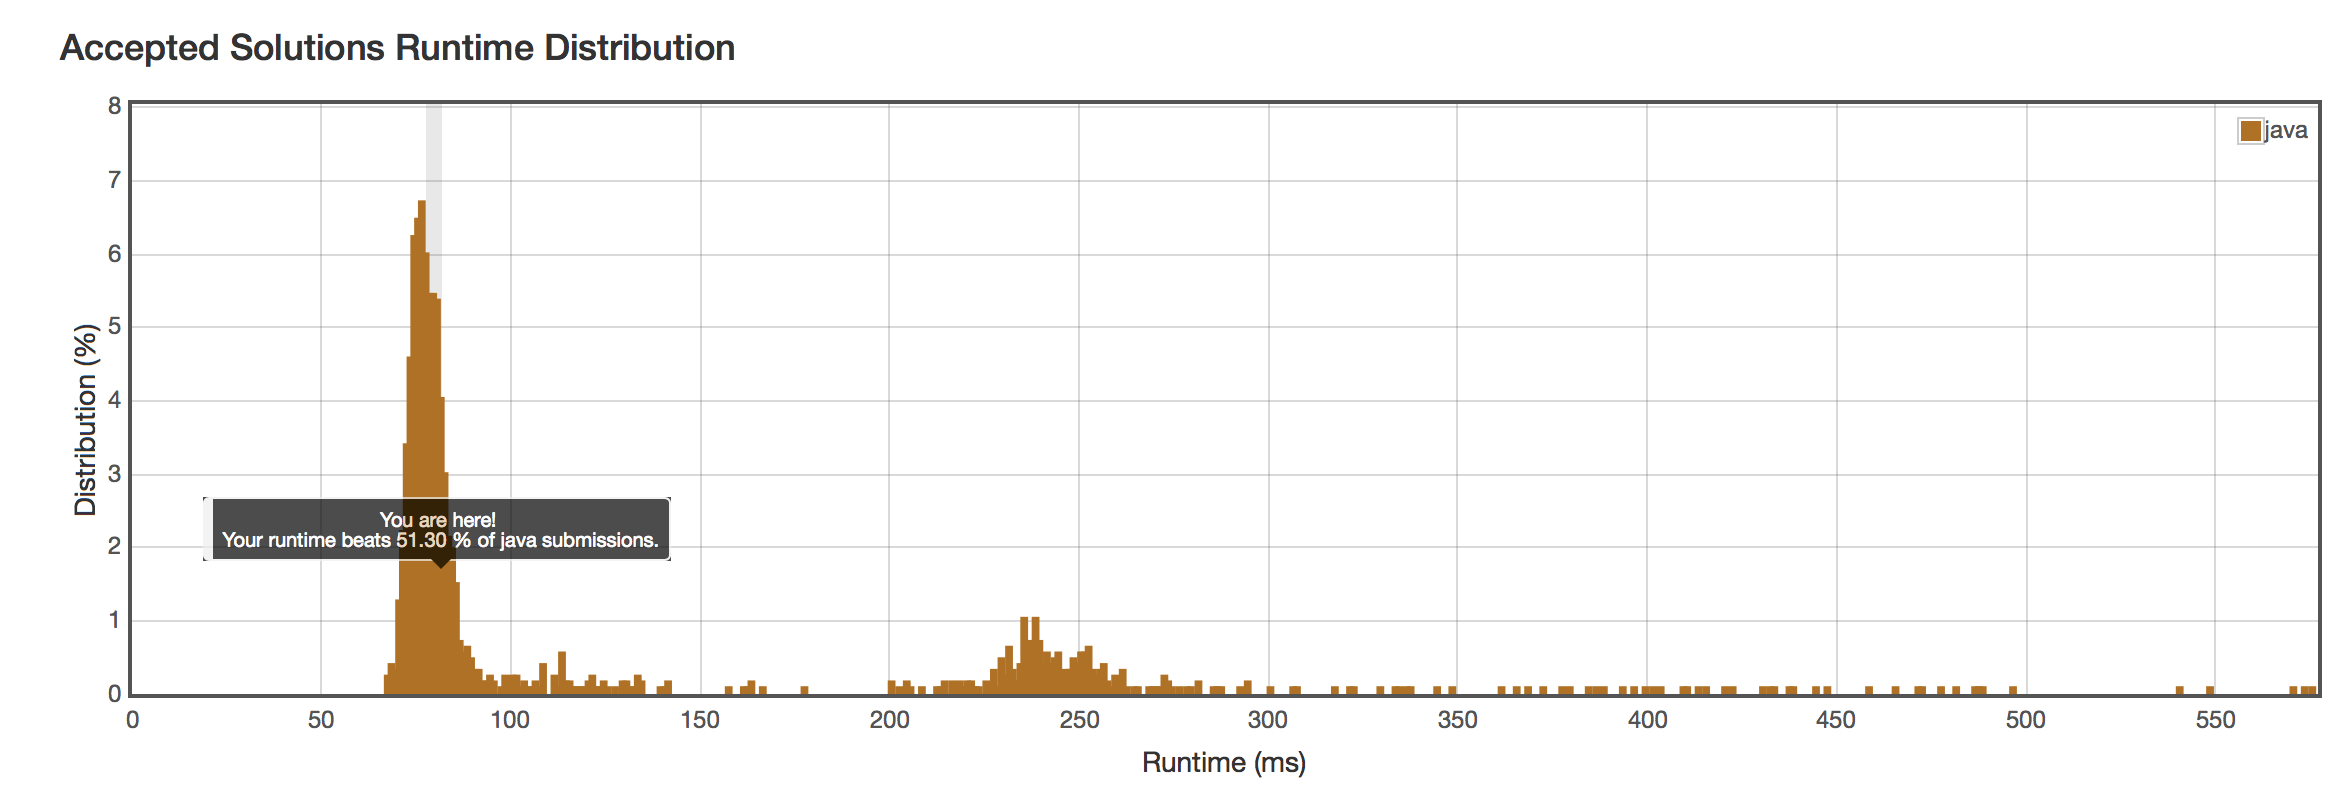 Accepted Solutions Runtime Distribution
8
java
7
6
5
4
3
2
1
0
Distribution (%)
You are here!
Your runtime beats 51.30 % of java submissions.
0 50 100 150 200 250 300 350 400 450 500 550
Runtime (ms)